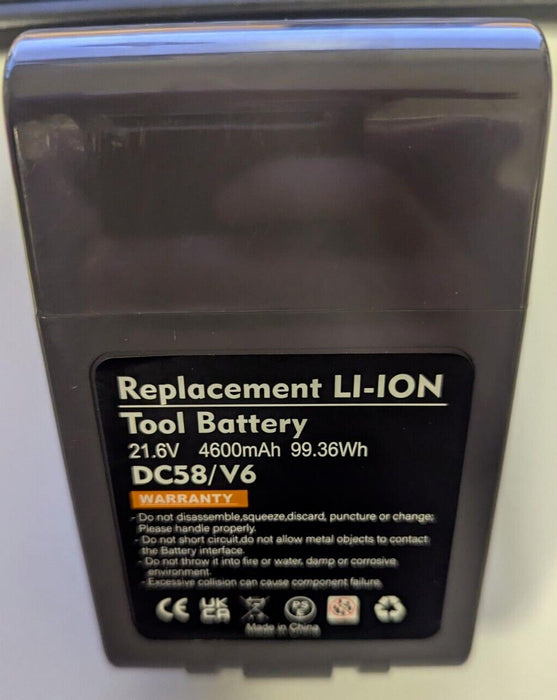 Replacement LI-ION
Tool Battery
21.6V 4600mAh 99.36Wh
DC58/V6
WARRANTY
- Do not disassemble,squeeze,discard, puncture or change;
Please handle properly.
- Do not short circuit,do not allow metal objects to contact
the Battery interface.
- Do not throw it into fire or water, damp or corrosive
environment.
- Excessive collision can cause component failure.
CE UK CA PSE
Made in China